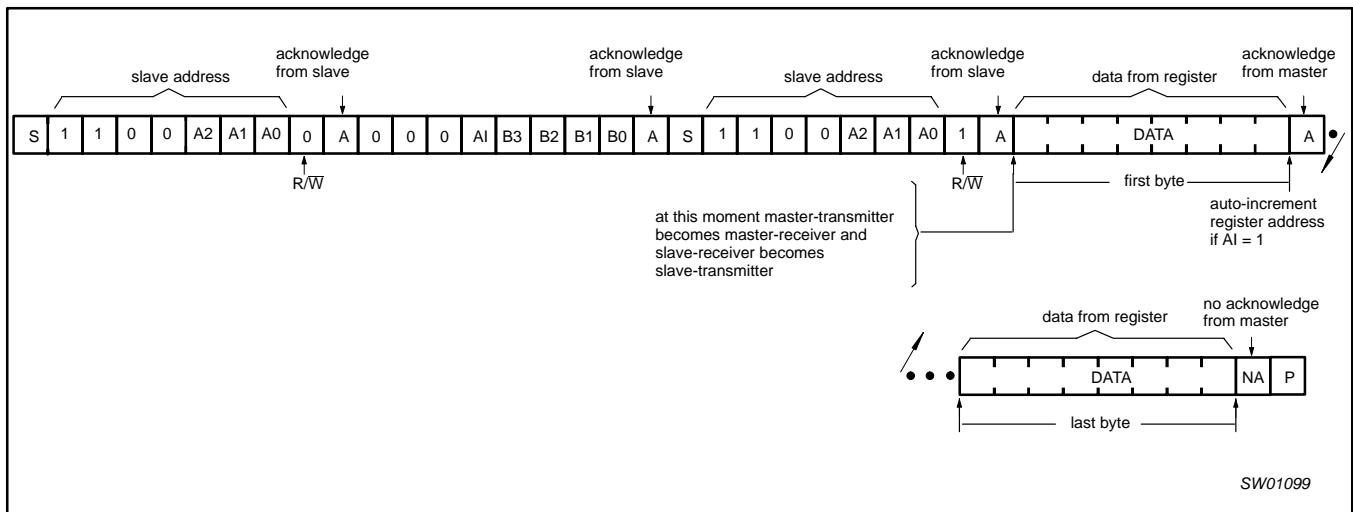 acknowledge
from slave
acknowledge
from slave
acknowledge
from slave
acknowledge
from master
slave address
slave address
data from register
S 1 1 0 0 A2 A1 A0 0 A 0 0 0 AI B3 B2 B1 B0 A S 1 1 0 0 A2 A1 A0 1 A DATA A
R/W̅
R/W̅
first byte
at this moment master-transmitter
becomes master-receiver and
slave-receiver becomes
slave-transmitter
auto-increment
register address
if AI = 1
data from register
no acknowledge
from master
DATA NA P
last byte
SW01099